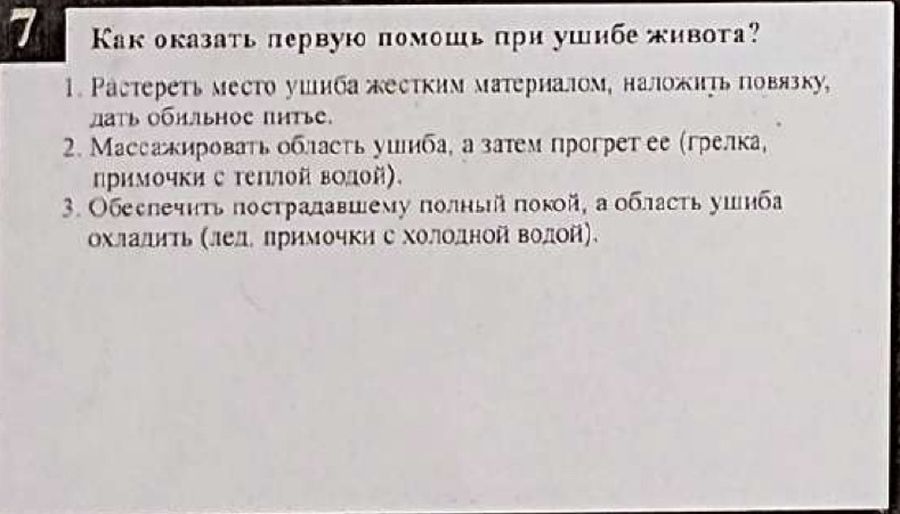 7
Как оказать первую помощь при ушибе живота?
1. Растереть место ушиба жестким материалом, наложить повязку,
дать обильное питье.
2. Массажировать область ушиба, а затем прогрет ее (грелка,
примочки с теплой водой).
3. Обеспечить пострадавшему полный покой, а область ушиба
охладить (лед, примочки с холодной водой).